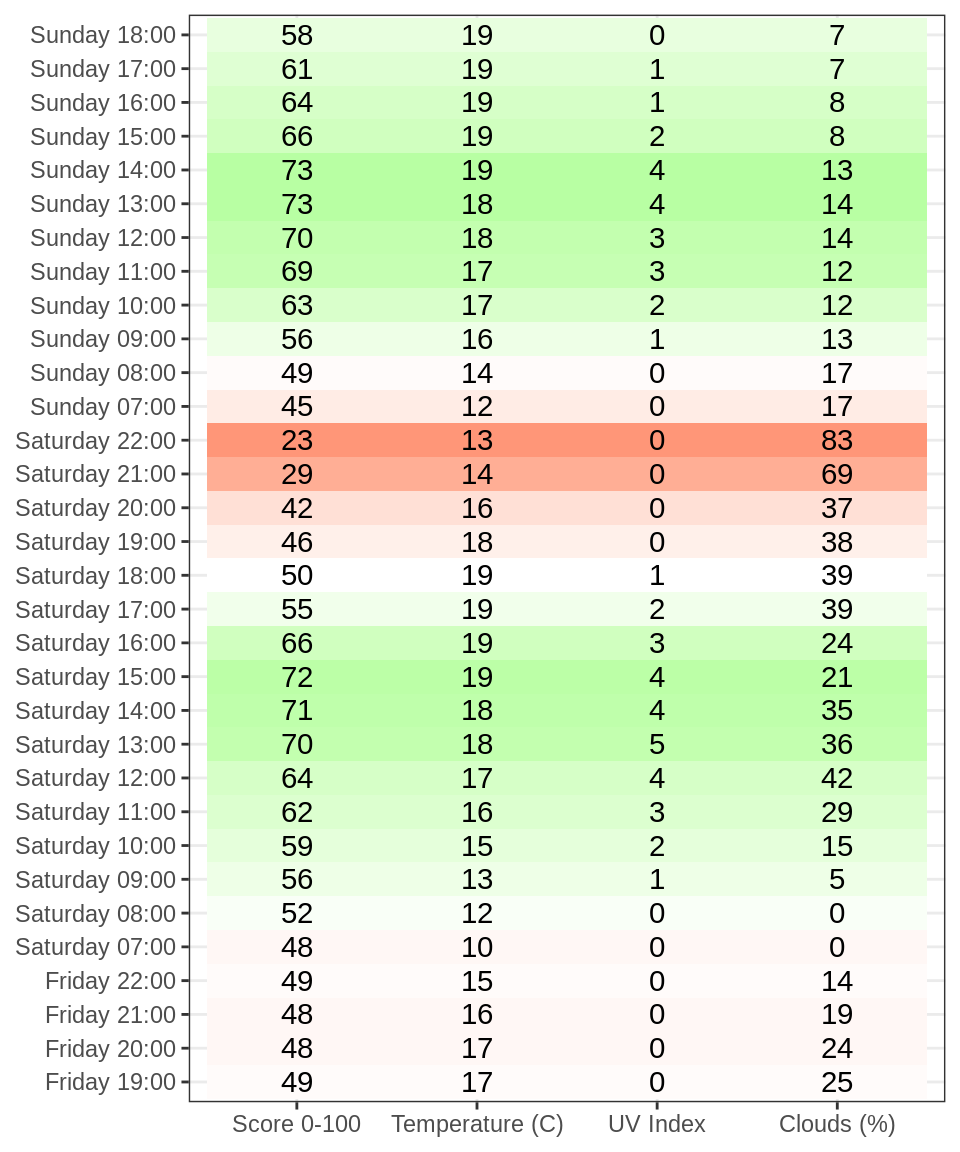 Sunday 18:00 58 19 0 7
Sunday 17:00 61 19 1 7
Sunday 16:00 64 19 1 8
Sunday 15:00 66 19 2 8
Sunday 14:00 73 19 4 13
Sunday 13:00 73 18 4 14
Sunday 12:00 70 18 3 14
Sunday 11:00 69 17 3 12
Sunday 10:00 63 17 2 12
Sunday 09:00 56 16 1 13
Sunday 08:00 49 14 0 17
Sunday 07:00 45 12 0 17
Saturday 22:00 23 13 0 83
Saturday 21:00 29 14 0 69
Saturday 20:00 42 16 0 37
Saturday 19:00 46 18 0 38
Saturday 18:00 50 19 1 39
Saturday 17:00 55 19 2 39
Saturday 16:00 66 19 3 24
Saturday 15:00 72 19 4 21
Saturday 14:00 71 18 4 35
Saturday 13:00 70 18 5 36
Saturday 12:00 64 17 4 42
Saturday 11:00 62 16 3 29
Saturday 10:00 59 15 2 15
Saturday 09:00 56 13 1 5
Saturday 08:00 52 12 0 0
Saturday 07:00 48 10 0 0
Friday 22:00 49 15 0 14
Friday 21:00 48 16 0 19
Friday 20:00 48 17 0 24
Friday 19:00 49 17 0 25
Score 0-100 Temperature (C) UV Index Clouds (%)